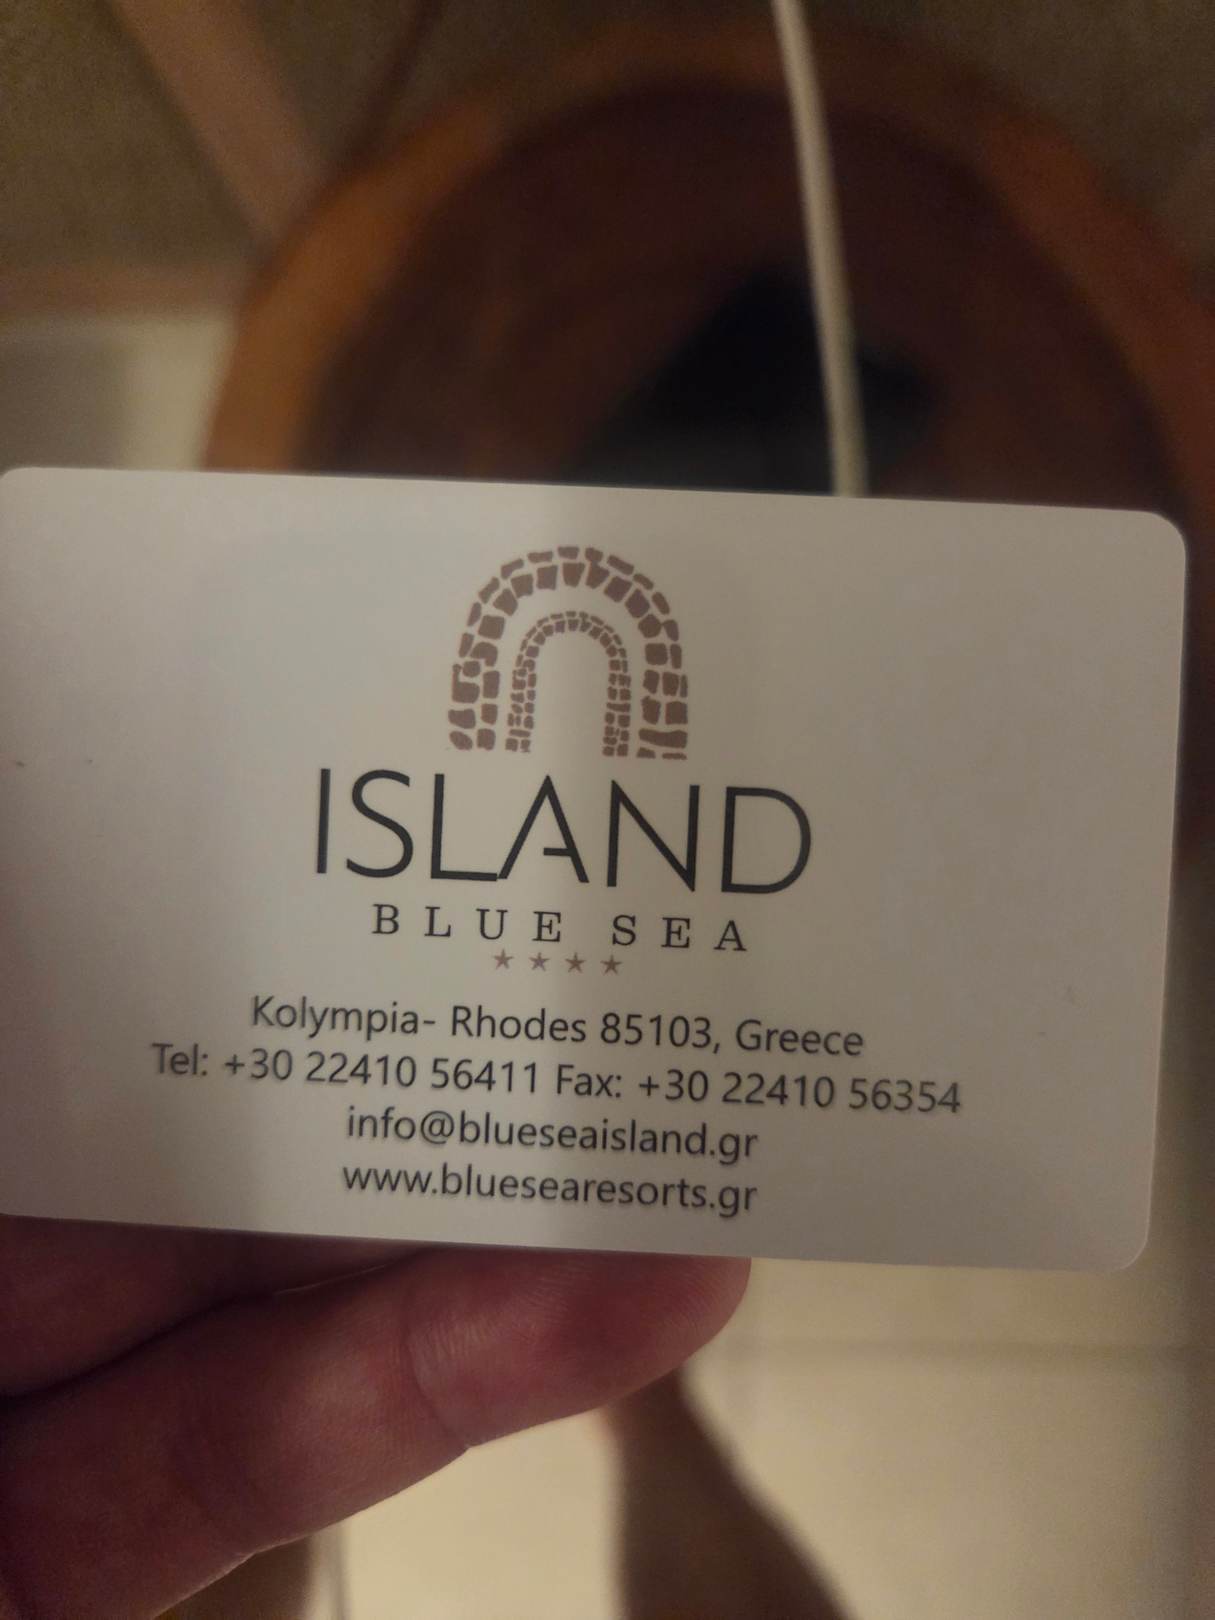 ISLAND
BLUE SEA
★★★★
Kolympia- Rhodes 85103, Greece
Tel: +30 22410 56411 Fax: +30 22410 56354
info@blueseaisland.gr
www.bluesearesorts.gr